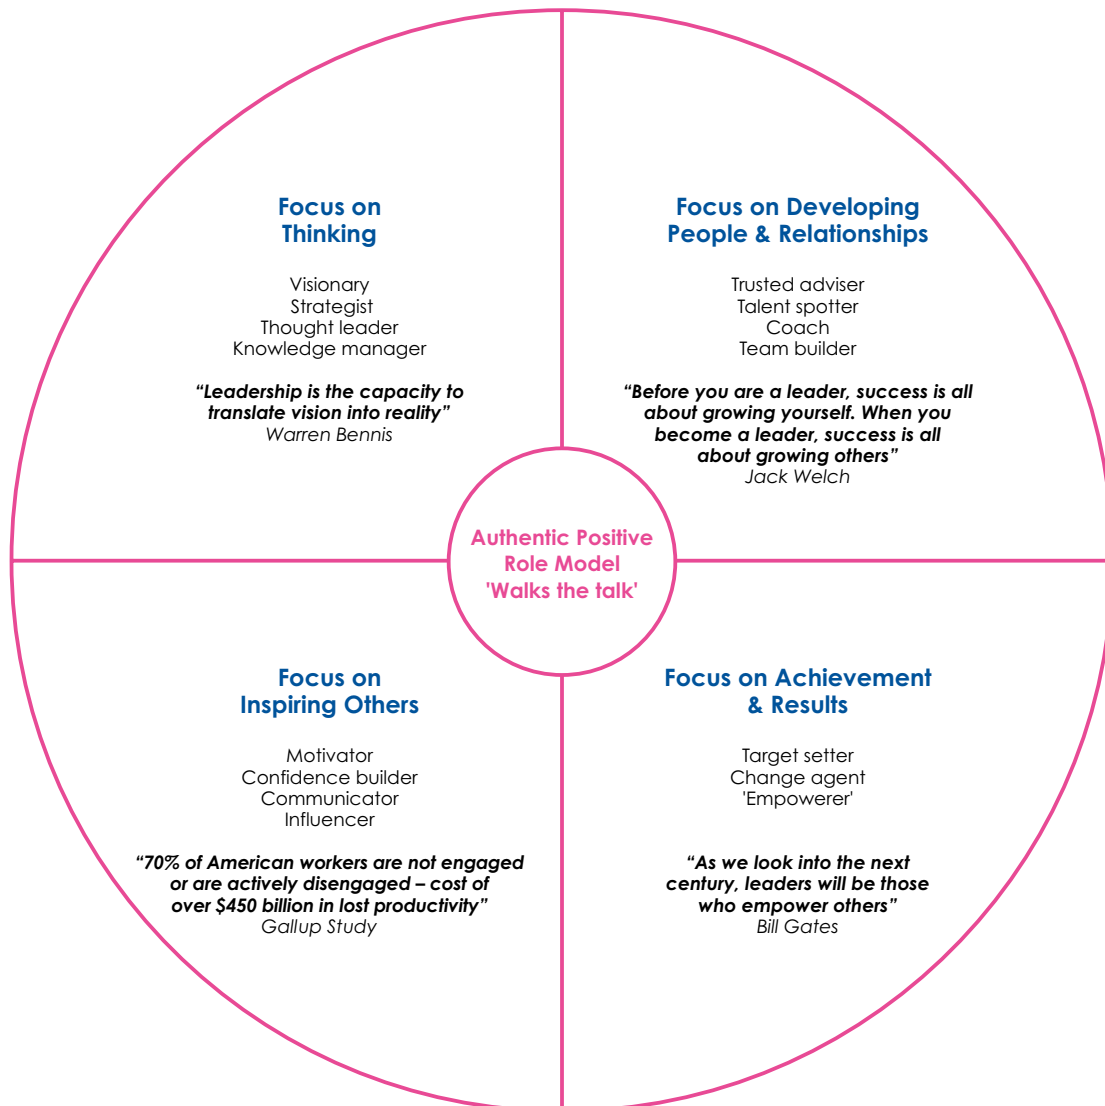 Focus on
Thinking
Visionary
Strategist
Thought leader
Knowledge manager
“Leadership is the capacity to
translate vision into reality”
Warren Bennis
Focus on Developing
People & Relationships
Trusted adviser
Talent spotter
Coach
Team builder
“Before you are a leader, success is all
about growing yourself. When you
become a leader, success is all
about growing others”
Jack Welch
Authentic Positive
Role Model
'Walks the talk'
Focus on
Inspiring Others
Motivator
Confidence builder
Communicator
Influencer
“70% of American workers are not engaged
or are actively disengaged – cost of
over $450 billion in lost productivity”
Gallup Study
Focus on Achievement
& Results
Target setter
Change agent
'Empowerer'
“As we look into the next
century, leaders will be those
who empower others”
Bill Gates